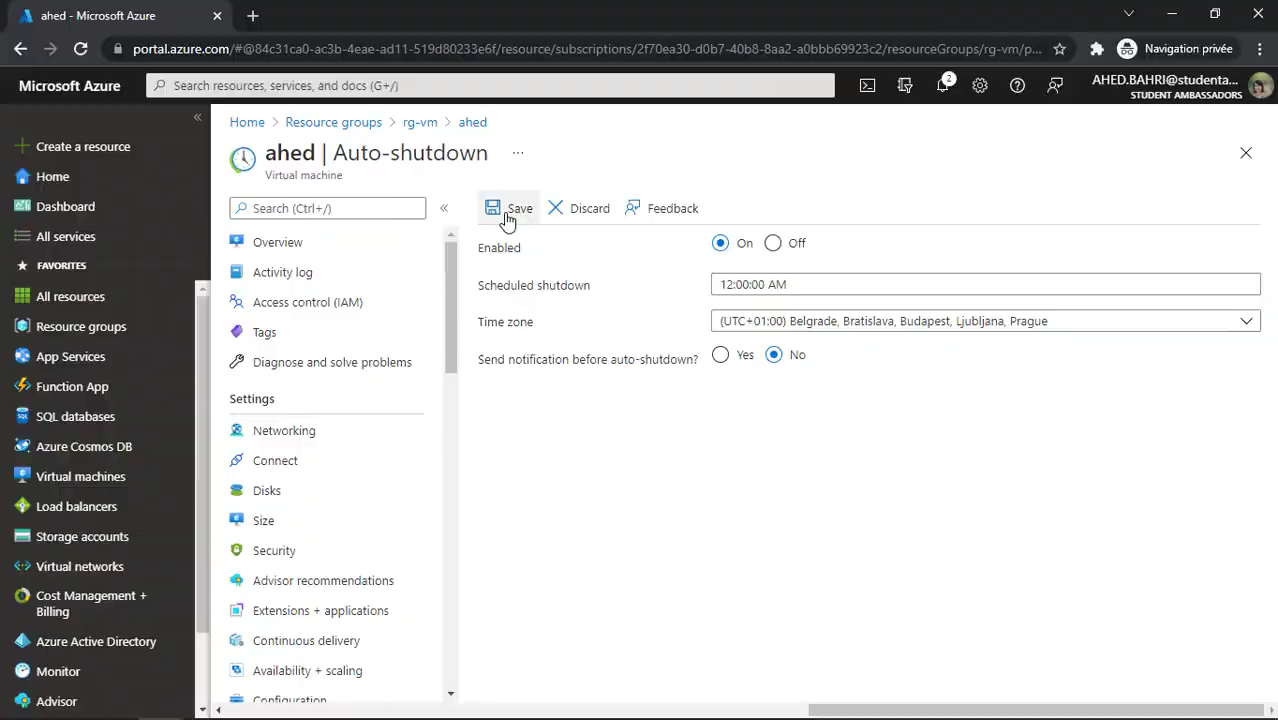 ahed - Microsoft Azure
portal.azure.com/#@84c31ca0-ac3b-4eae-ad11-519d80233e6f/resource/subscriptions/2f70ea30-d0b7-40b8-8aa2-a0bbb69923c2/resourceGroups/rg-vm/p...
Navigation privée
Microsoft Azure
Search resources, services, and docs (G+/)
2
AHED.BAHRI@studenta...
STUDENT AMBASSADORS
Create a resource
Home
Dashboard
All services
FAVORITES
All resources
Resource groups
App Services
Function App
SQL databases
Azure Cosmos DB
Virtual machines
Load balancers
Storage accounts
Virtual networks
Cost Management +
Billing
Azure Active Directory
Monitor
Advisor
Home > Resource groups > rg-vm > ahed
ahed | Auto-shutdown ...
Virtual machine
Search (Ctrl+/)
Overview
Activity log
Access control (IAM)
Tags
Diagnose and solve problems
Settings
Networking
Connect
Disks
Size
Security
Advisor recommendations
Extensions + applications
Continuous delivery
Availability + scaling
Configuration
Save Discard Feedback
Enabled On Off
Scheduled shutdown 12:00:00 AM
Time zone (UTC+01:00) Belgrade, Bratislava, Budapest, Ljubljana, Prague
Send notification before auto-shutdown? Yes No